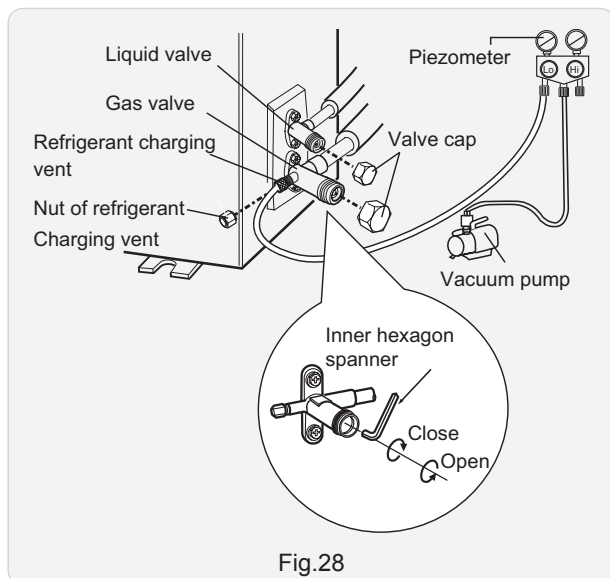 Liquid valve
Piezometer
Lo
Hi
Gas valve
Refrigerant charging
vent
Valve cap
Nut of refrigerant
Charging vent
Vacuum pump
Inner hexagon
spanner
Close
Open
Fig.28